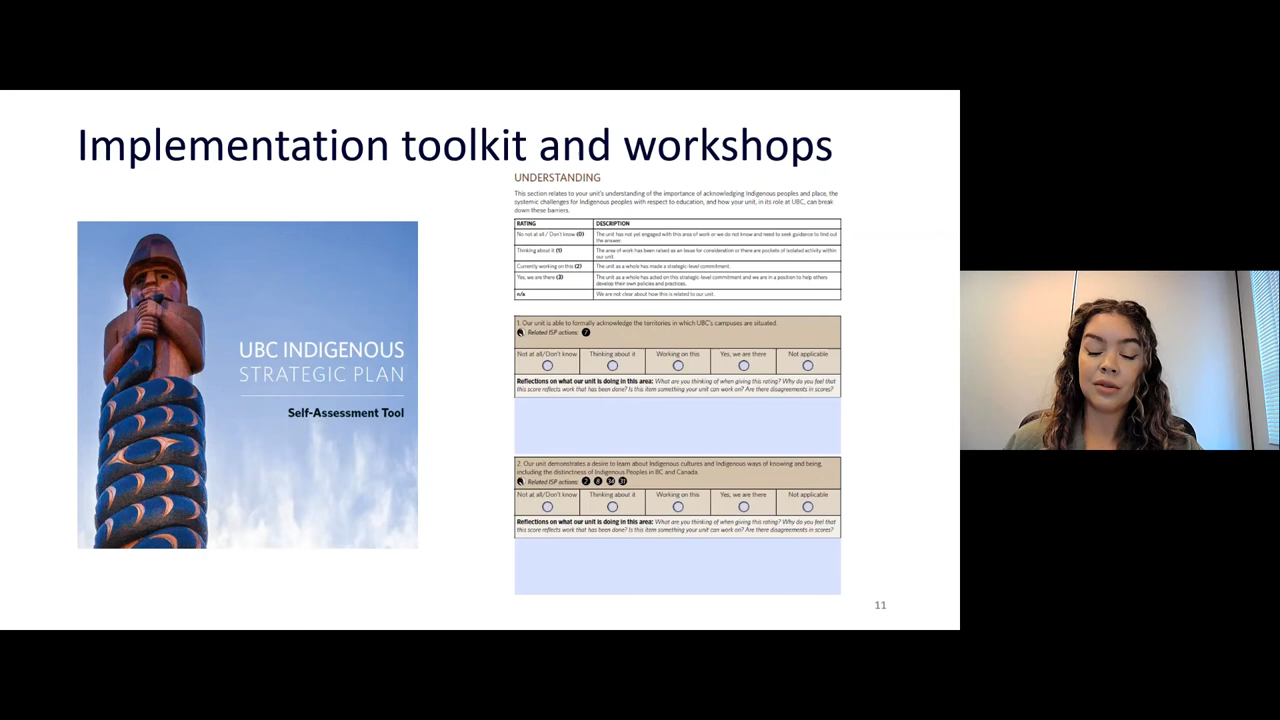 Implementation toolkit and workshops
UBC INDIGENOUS
STRATEGIC PLAN
Self-Assessment Tool
UNDERSTANDING
This section relates to your unit's understanding of the importance of acknowledging Indigenous peoples and place, the
systemic challenges for Indigenous peoples with respect to education, and how your unit, in its role at UBC, can break
down these barriers.
RATING DESCRIPTION
No not at all / Don't know (0) The unit has not yet engaged with this area of work or we do not know and need to seek guidance to find out
the answer.
Thinking about it (1) The area of work has been raised as an issue for consideration or there are pockets of isolated activity within
our unit.
Currently working on this (2) The unit as a whole has made a strategic-level commitment.
Yes, we are there (3) The unit as a whole has acted on this strategic-level commitment and we are in a position to help others
develop their own policies and practices.
n/a We are not clear about how this is related to our unit.
1. Our unit is able to formally acknowledge the territories in which UBC's campuses are situated.
Related ISP actions: 7
Not at all/Don't know Thinking about it Working on this Yes, we are there Not applicable
Reflections on what our unit is doing in this area: What are you thinking of when giving this rating? Why do you feel that
this score reflects work that has been done? Is this item something your unit can work on? Are there disagreements in scores?
2. Our unit demonstrates a desire to learn about Indigenous cultures and Indigenous ways of knowing and being,
including the distinctness of Indigenous Peoples in BC and Canada.
Related ISP actions: 7 8 34 31
Not at all/Don't know Thinking about it Working on this Yes, we are there Not applicable
Reflections on what our unit is doing in this area: What are you thinking of when giving this rating? Why do you feel that
this score reflects work that has been done? Is this item something your unit can work on? Are there disagreements in scores?
11